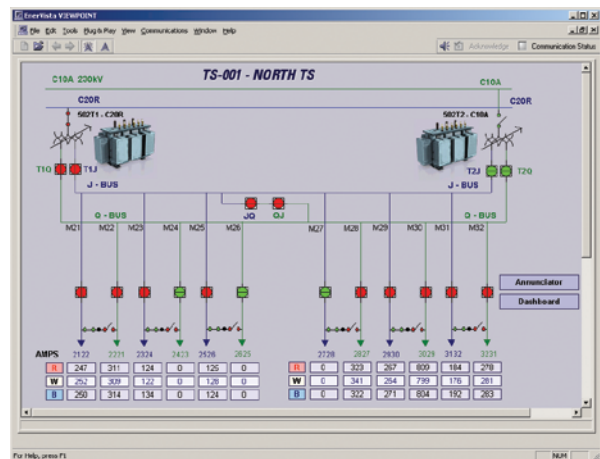 EnerVista VIEWPOINT
File Edit Tools Plug & Play View Communications Window Help
Acknowledge Communication Status
TS-001 - NORTH TS
C10A 230kV C10A
C20R C20R
502T1 - C20R 502T2 - C10A
T1Q T1J T2J T2Q
J - BUS J - BUS
Q - BUS JQ QJ Q - BUS
M21 M22 M23 M24 M25 M26 M27 M28 M29 M30 M31 M32
Annunciator
Dashboard
AMPS 2122 2221 2324 2423 2526 2625 2728 2827 2930 3029 3132 3231
R 247 311 124 0 125 0 R 0 323 267 809 184 278
W 252 309 122 0 128 0 W 0 341 264 799 176 281
B 250 314 134 0 124 0 B 0 322 271 804 192 283
For Help, press F1 NUM